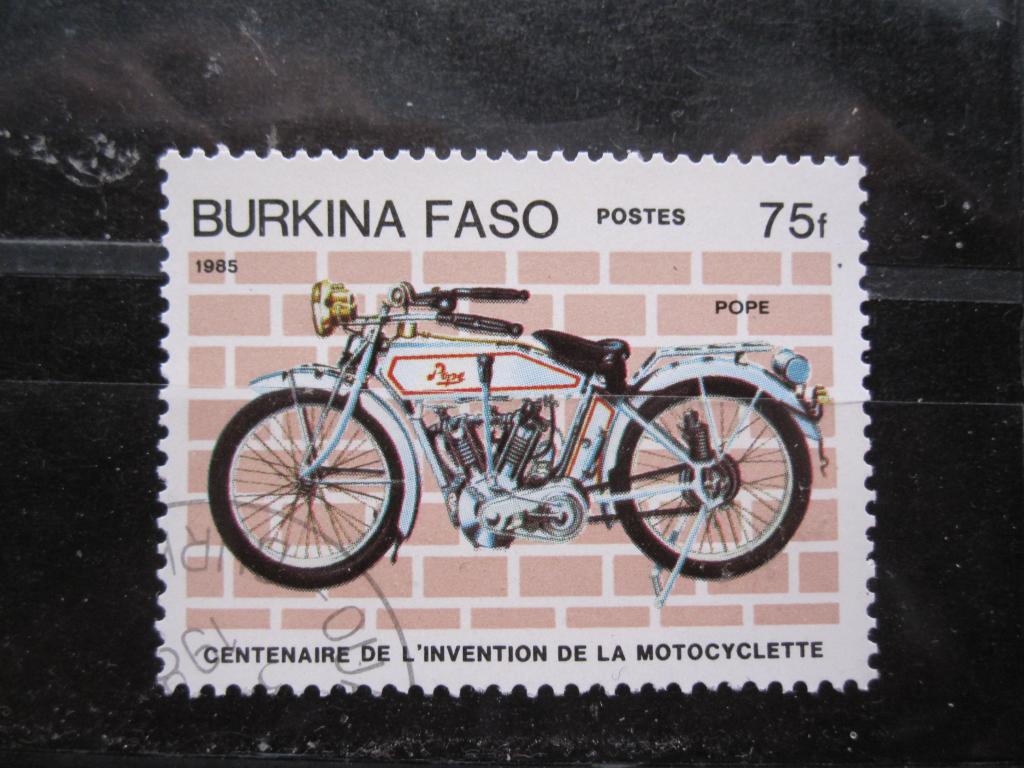 BURKINA FASO POSTES 75f
1985
POPE
Pope
CENTENAIRE DE L'INVENTION DE LA MOTOCYCLETTE